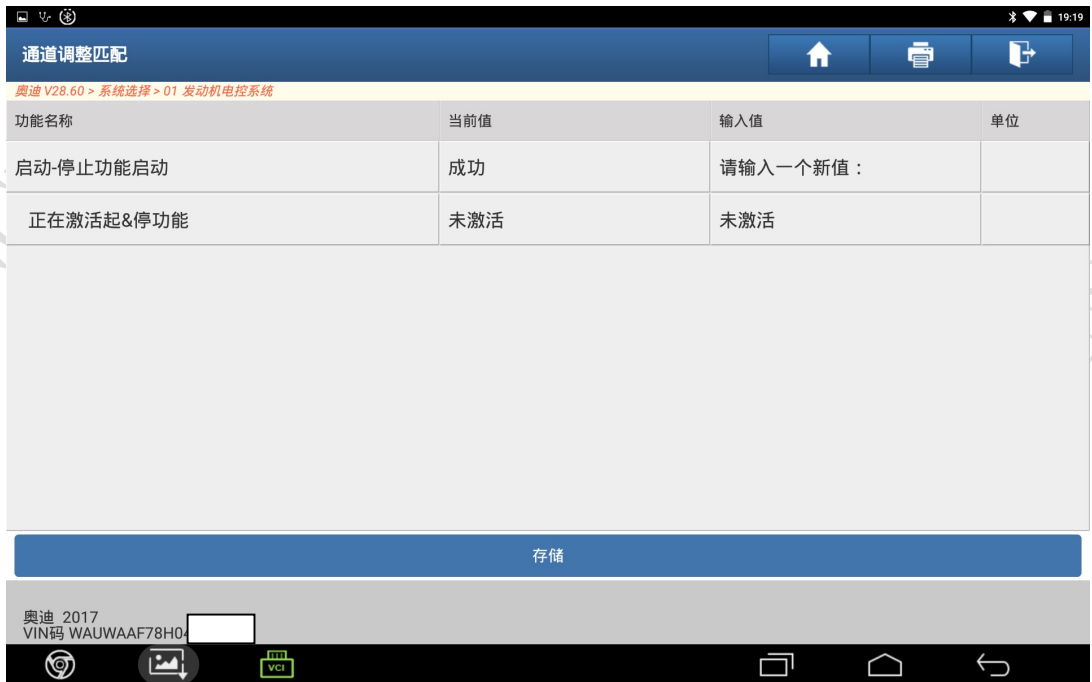 19:19
通道调整匹配
奥迪 V28.60 > 系统选择 > 01 发动机电控系统
功能名称 当前值 输入值 单位
启动-停止功能启动 成功 请输入一个新值：
正在激活起&停功能 未激活 未激活
存储
奥迪 2017
VIN码 WAUWAAF78H04
VCI